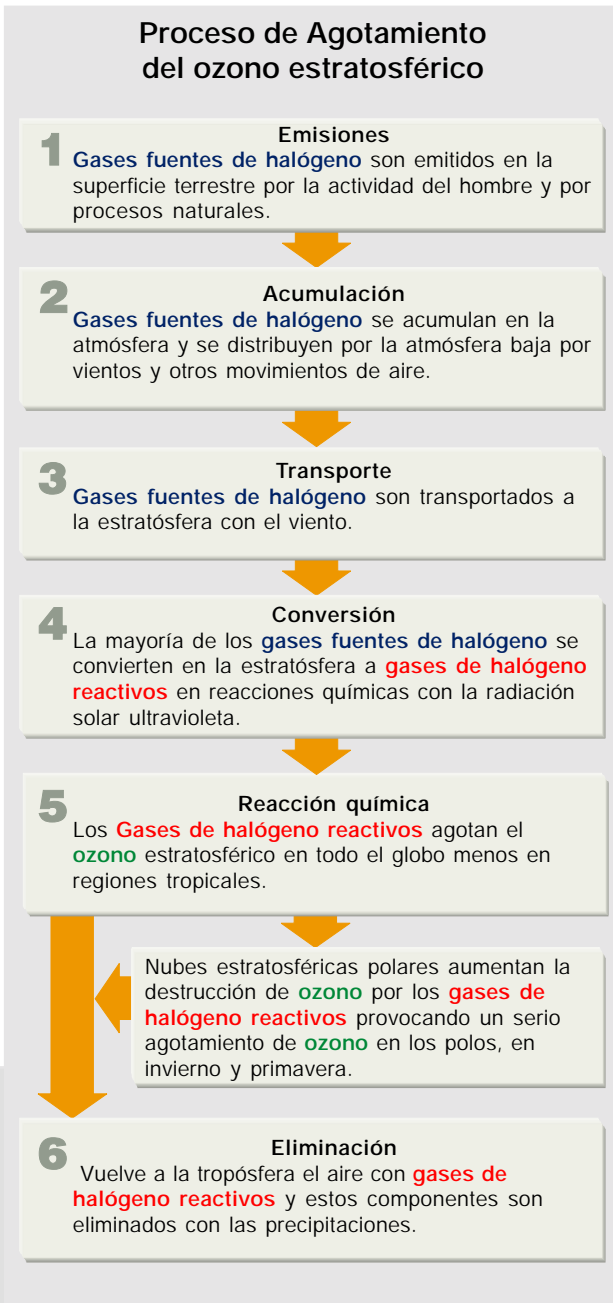 Proceso de Agotamiento
del ozono estratosférico
1
Emisiones
Gases fuentes de halógeno son emitidos en la
superficie terrestre por la actividad del hombre y por
procesos naturales.
2
Acumulación
Gases fuentes de halógeno se acumulan en la
atmósfera y se distribuyen por la atmósfera baja por
vientos y otros movimientos de aire.
3
Transporte
Gases fuentes de halógeno son transportados a
la estratósfera con el viento.
4
Conversión
La mayoría de los gases fuentes de halógeno se
convierten en la estratósfera a gases de halógeno
reactivos en reacciones químicas con la radiación
solar ultravioleta.
5
Reacción química
Los Gases de halógeno reactivos agotan el
ozono estratosférico en todo el globo menos en
regiones tropicales.
Nubes estratosféricas polares aumentan la
destrucción de ozono por los gases de
halógeno reactivos provocando un serio
agotamiento de ozono en los polos, en
invierno y primavera.
6
Eliminación
Vuelve a la tropósfera el aire con gases de
halógeno reactivos y estos componentes son
eliminados con las precipitaciones.